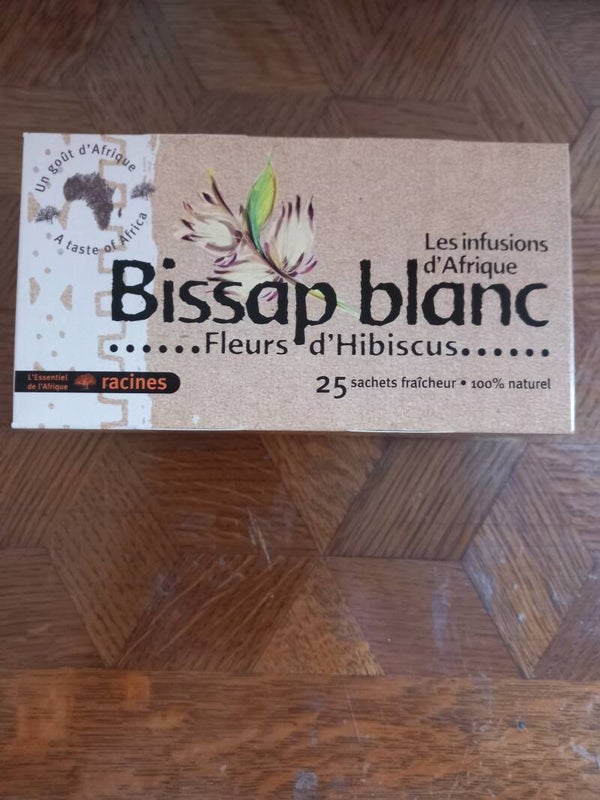 Un goût d'Afrique
A taste of Africa
Les infusions
d'Afrique
Bissap blanc
......Fleurs d'Hibiscus......
L'Essentiel
de l'Afrique
racines
25 sachets fraîcheur • 100% naturel